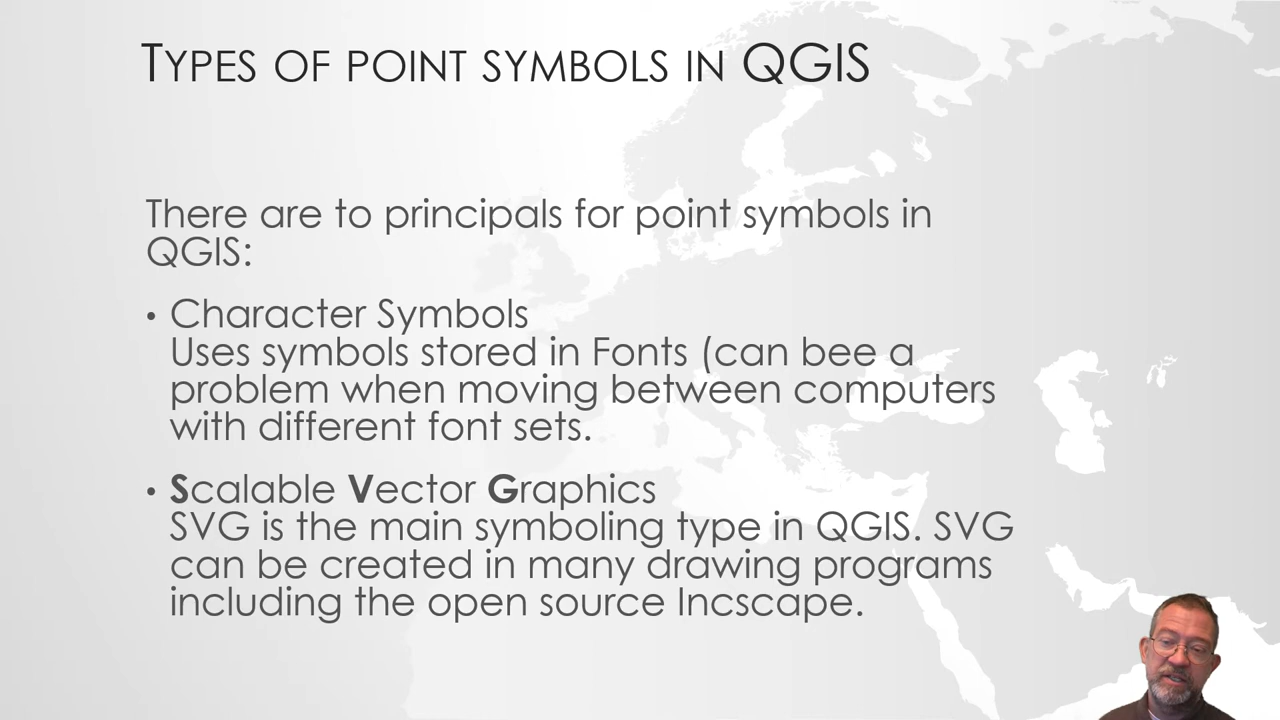 Types of point symbols in QGIS
There are to principals for point symbols in
QGIS:
• Character Symbols
Uses symbols stored in Fonts (can bee a
problem when moving between computers
with different font sets.
• Scalable Vector Graphics
SVG is the main symboling type in QGIS. SVG
can be created in many drawing programs
including the open source Incscape.